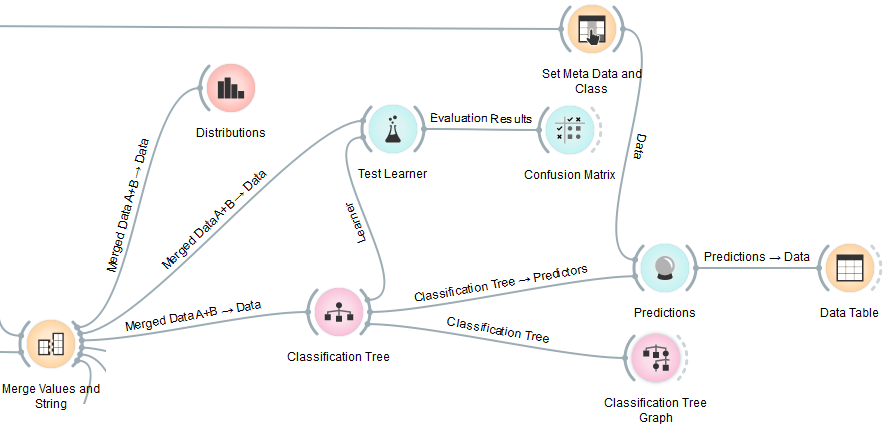 Set Meta Data and
Class
Distributions
Evaluation Results
Test Learner
Confusion Matrix
Data
Merged Data A+B → Data
Merged Data A+B → Data
Learner
Predictions → Data
Classification Tree → Predictors
Merged Data A+B → Data
Predictions
Data Table
Classification Tree
Classification Tree
Merge Values and
String
Classification Tree
Graph